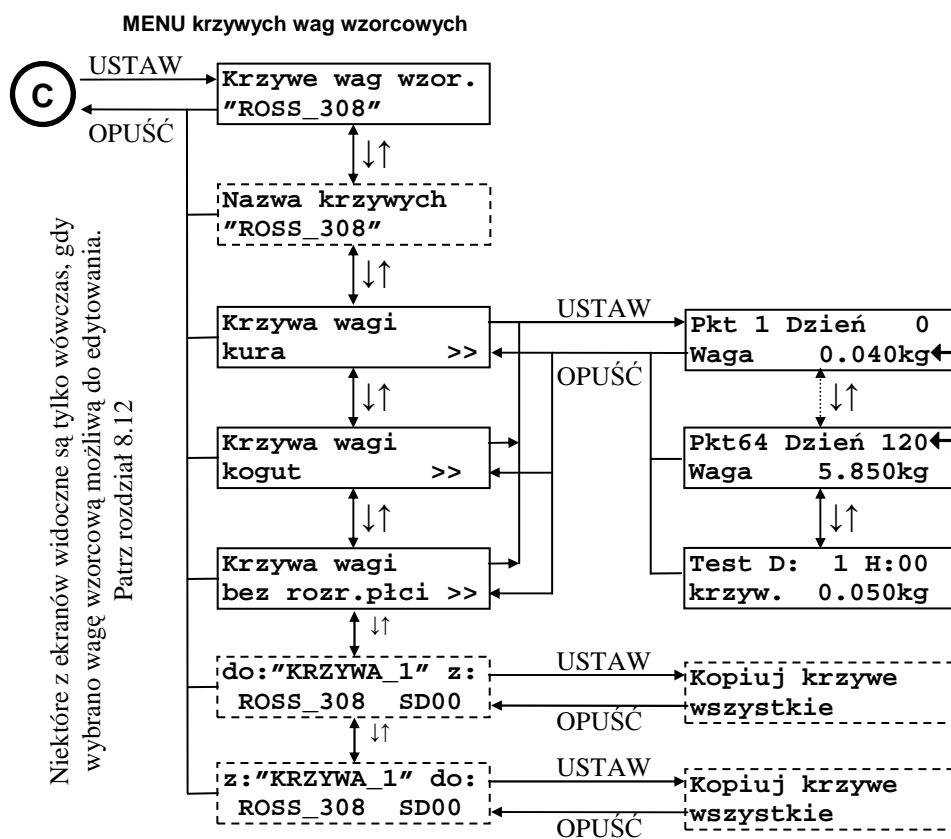 MENU krzywych wag wzorcowych
C
USTAW
OPUŚĆ
Krzywe wag wzor.
"ROSS_308"
↓↑
Nazwa krzywych
"ROSS_308"
↓↑
Krzywa wagi
kura >>
USTAW
OPUŚĆ
Pkt 1 Dzień 0
Waga 0.040kg
↓↑
↓↑
Krzywa wagi
kogut >>
Pkt64 Dzień 120
Waga 5.850kg
↓↑
↓↑
Krzywa wagi
bez rozr.płci >>
Test D: 1 H:00
krzyw. 0.050kg
↓↑
do:"KRZYWA_1" z:
ROSS_308 SD00
USTAW
OPUŚĆ
Kopiuj krzywe
wszystkie
↓↑
z:"KRZYWA_1" do:
ROSS_308 SD00
USTAW
OPUŚĆ
Kopiuj krzywe
wszystkie
Niektóre z ekranów widoczne są tylko wówczas, gdy
wybrano wagę wzorcową możliwą do edytowania.
Patrz rozdział 8.12